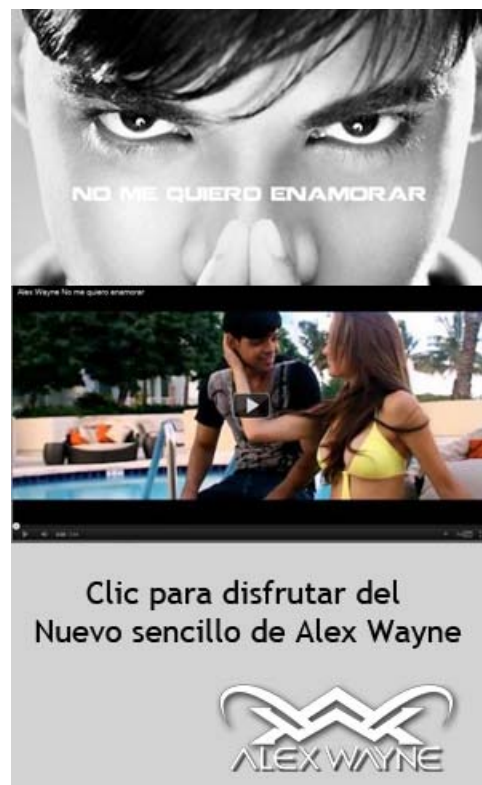 NO ME QUIERO ENAMORAR
Alex Wayne No me quiero enamorar
Clic para disfrutar del
Nuevo sencillo de Alex Wayne
ALEX WAYNE